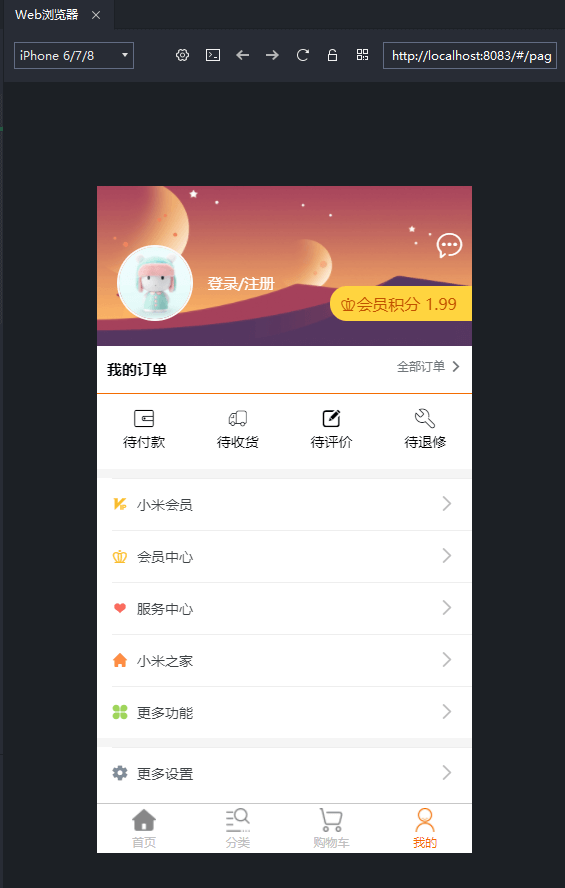 Web浏览器
iPhone 6/7/8
http://localhost:8083/#/pag
登录/注册
会员积分 1.99
我的订单 全部订单
待付款 待收货 待评价 待退修
小米会员
会员中心
服务中心
小米之家
更多功能
更多设置
首页 分类 购物车 我的